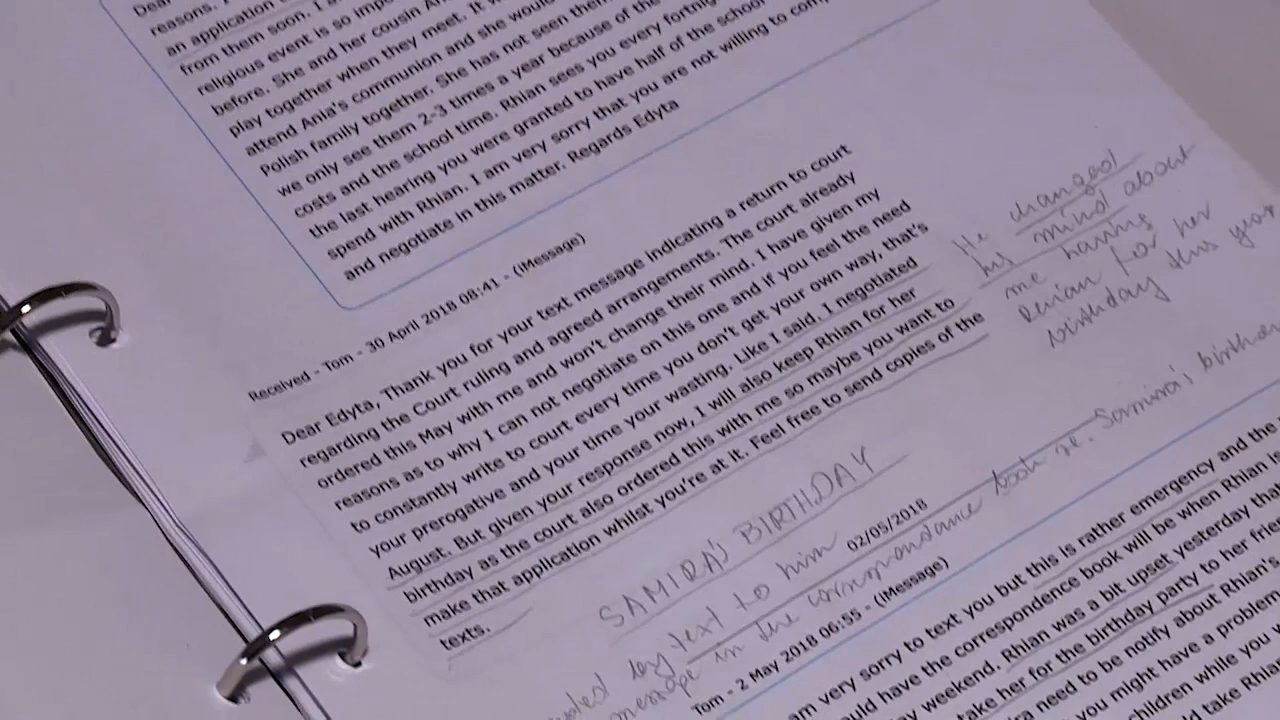 Dear
reasons.
an application
from them soon. I
religious event is so imp
before. She and her cousin An
play together when they meet. It w
attend Ania's communion and she would
Polish family together. She has not seen them
we only see them 2-3 times a year because of the
costs and the school time. Rhian sees you every fortnig
the last hearing you were granted to have half of the school
spend with Rhian. I am very sorry that you are not willing to com
and negotiate in this matter. Regards Edyta
Received - Tom - 30 April 2018 08:41 - (iMessage)
Dear Edyta, Thank you for your text message indicating a return to court
regarding the Court ruling and agreed arrangements. The court already
ordered this May with me and won't change their mind. I have given my
reasons as to why I can not negotiate on this one and if you feel the need
to constantly write to court every time you don't get your own way, that's
your prerogative and your time your wasting. Like I said. I negotiated
August. But given your response now, I will also keep Rhian for her
birthday as the court also ordered this with me so maybe you want to
make that application whilst you're at it. Feel free to send copies of the
texts.
He changed
his mind about
me having
Rhian for her
birthday this year
SAMIRA'S BIRTHDAY
by text to him 02/05/2018
message in the correspondance book re. Samira's birthda
Tom - 2 May 2018 06:55 - (iMessage)
am very sorry to text you but this is rather emergency and the
ould have the correspondence book will be when Rhian is
ay weekend. Rhian was a bit upset yesterday tha
take her for the birthday party to her frie
need to be notify about Rhian's
you might have a problem
children while you w
ld take Rhia